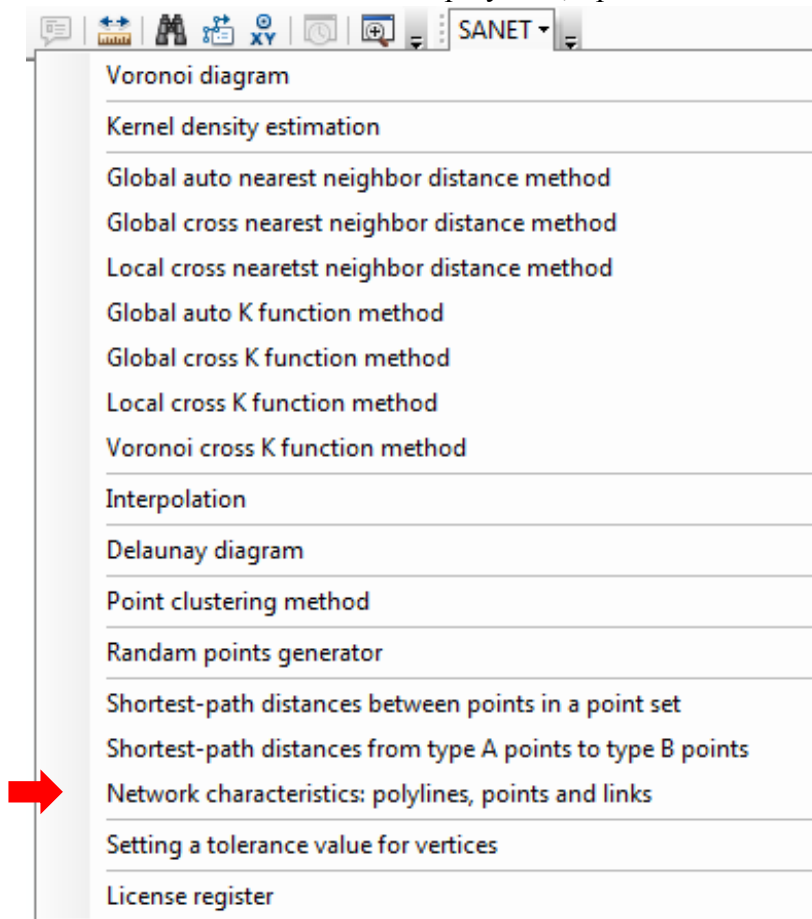 XY
SANET
Voronoi diagram
Kernel density estimation
Global auto nearest neighbor distance method
Global cross nearest neighbor distance method
Local cross nearetst neighbor distance method
Global auto K function method
Global cross K function method
Local cross K function method
Voronoi cross K function method
Interpolation
Delaunay diagram
Point clustering method
Randam points generator
Shortest-path distances between points in a point set
Shortest-path distances from type A points to type B points
Network characteristics: polylines, points and links
Setting a tolerance value for vertices
License register